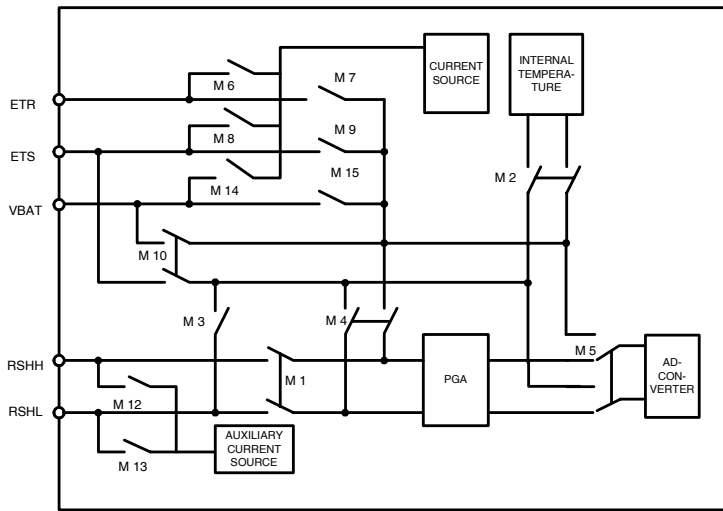 CURRENT
SOURCE
INTERNAL
TEMPERA-
TURE
M 7
M 6
ETR
M 9
M 8
ETS
M 15
M 2
M 14
VBAT
M 10
M 3
M 4
M 5
RSHH
M 1
PGA
AD-
CON-
VERTER
M 12
RSHL
AUXILIARY
CURRENT
SOURCE
M 13